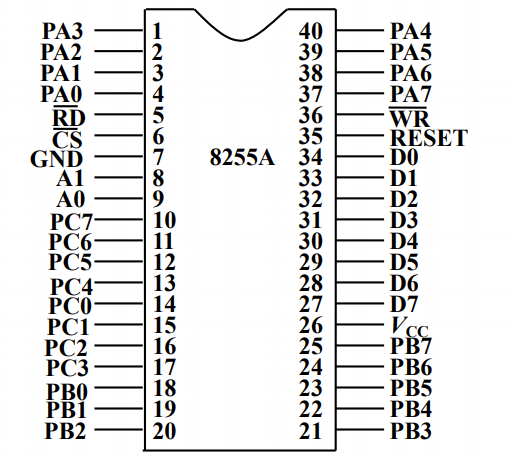 PA3 1 40 PA4
PA2 2 39 PA5
PA1 3 38 PA6
PA0 4 37 PA7
R̅D̅ 5 36 W̅R̅
C̅S̅ 6 35 RESET
GND 7 8255A 34 D0
A1 8 33 D1
A0 9 32 D2
PC7 10 31 D3
PC6 11 30 D4
PC5 12 29 D5
PC4 13 28 D6
PC0 14 27 D7
PC1 15 26 VCC
PC2 16 25 PB7
PC3 17 24 PB6
PB0 18 23 PB5
PB1 19 22 PB4
PB2 20 21 PB3